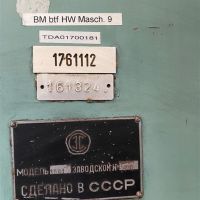 BM btf HW Masch. 9
TDA01700181
1761112
161324
МОДЕЛЬ ЗАВОДСКОЙ №
СДЕЛАНО В СССР